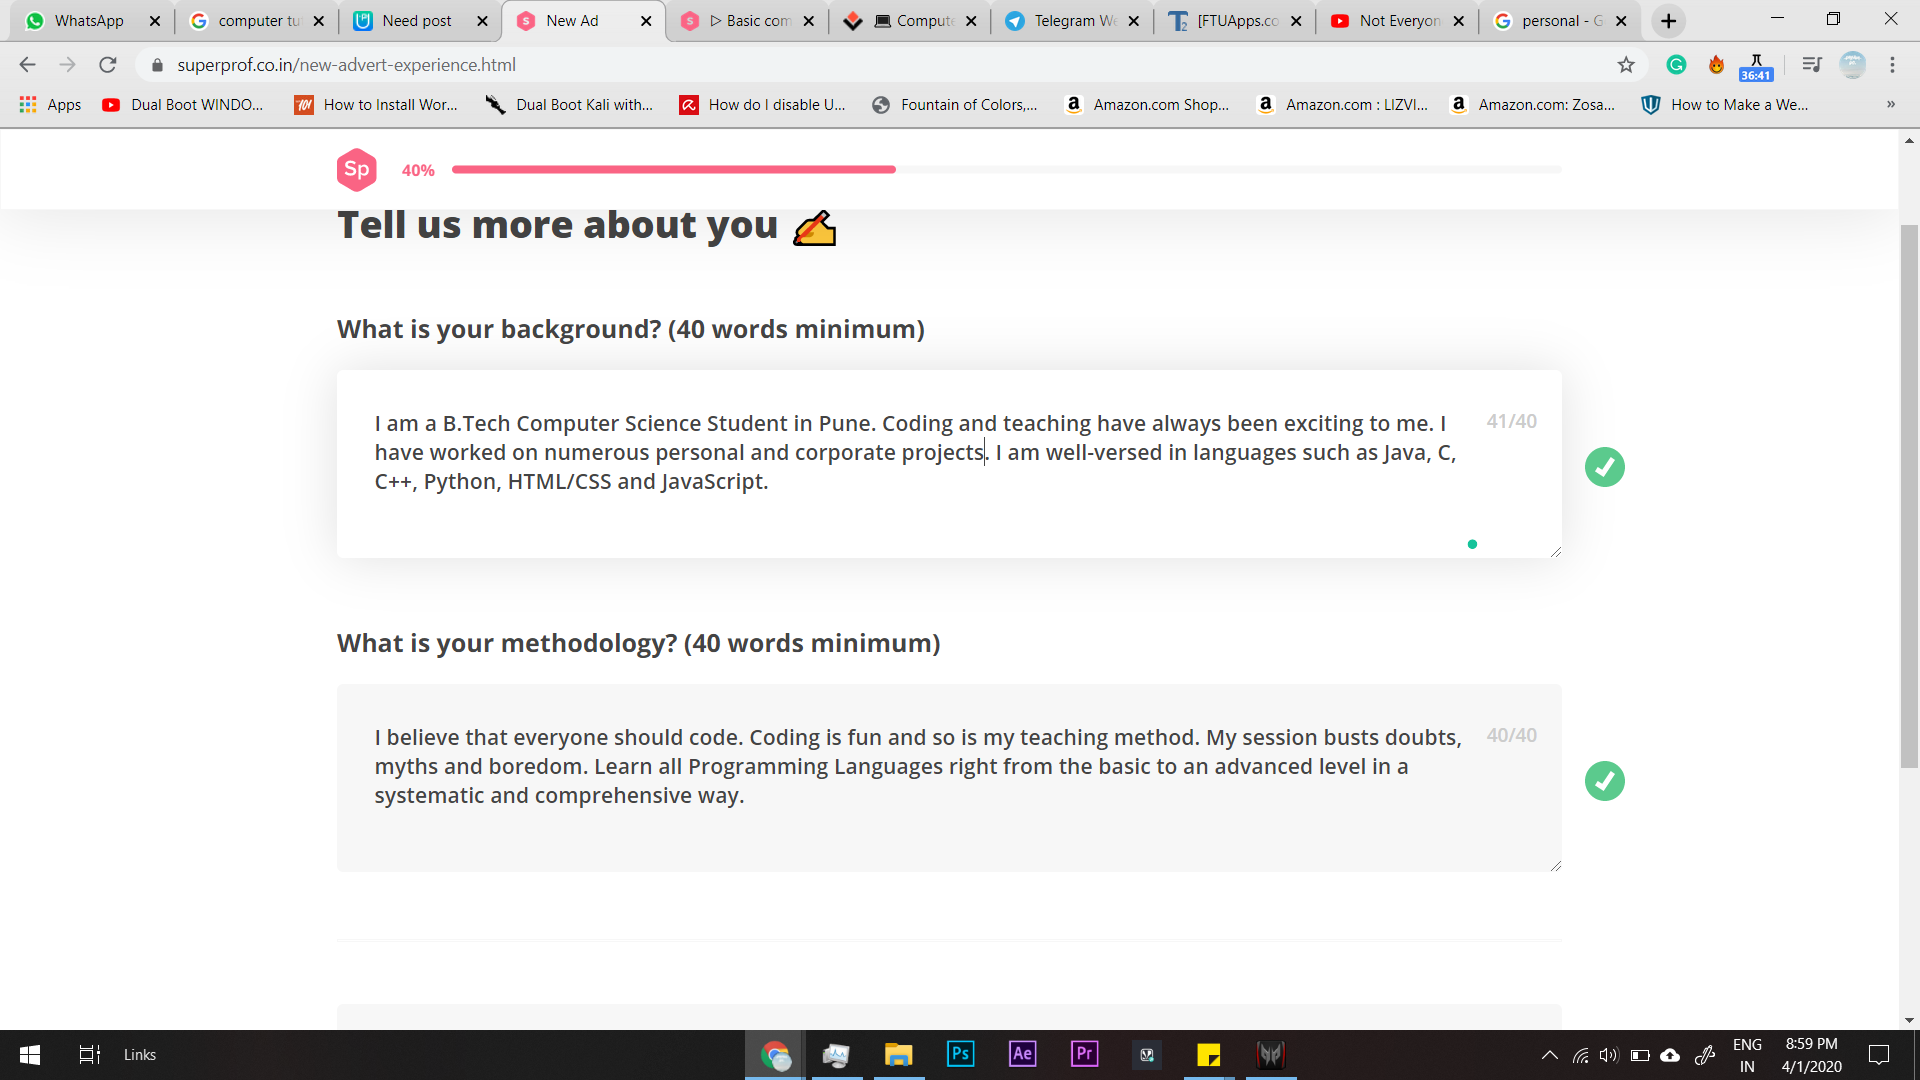 WhatsApp
computer tu
Need post
New Ad
Basic com
Compute
Telegram We
[FTUApps.co
Not Everyon
personal - G
superprof.co.in/new-advert-experience.html
36:41
Apps
Dual Boot WINDO...
How to Install Wor...
Dual Boot Kali with...
How do I disable U...
Fountain of Colors,...
Amazon.com Shop...
Amazon.com : LIZVI...
Amazon.com: Zosa...
How to Make a We...
»
Sp
40%
Tell us more about you
What is your background? (40 words minimum)
I am a B.Tech Computer Science Student in Pune. Coding and teaching have always been exciting to me. I
have worked on numerous personal and corporate projects. I am well-versed in languages such as Java, C,
C++, Python, HTML/CSS and JavaScript.
41/40
What is your methodology? (40 words minimum)
I believe that everyone should code. Coding is fun and so is my teaching method. My session busts doubts,
myths and boredom. Learn all Programming Languages right from the basic to an advanced level in a
systematic and comprehensive way.
40/40
Links
Ps
Ae
Pr
ENG
IN
8:59 PM
4/1/2020